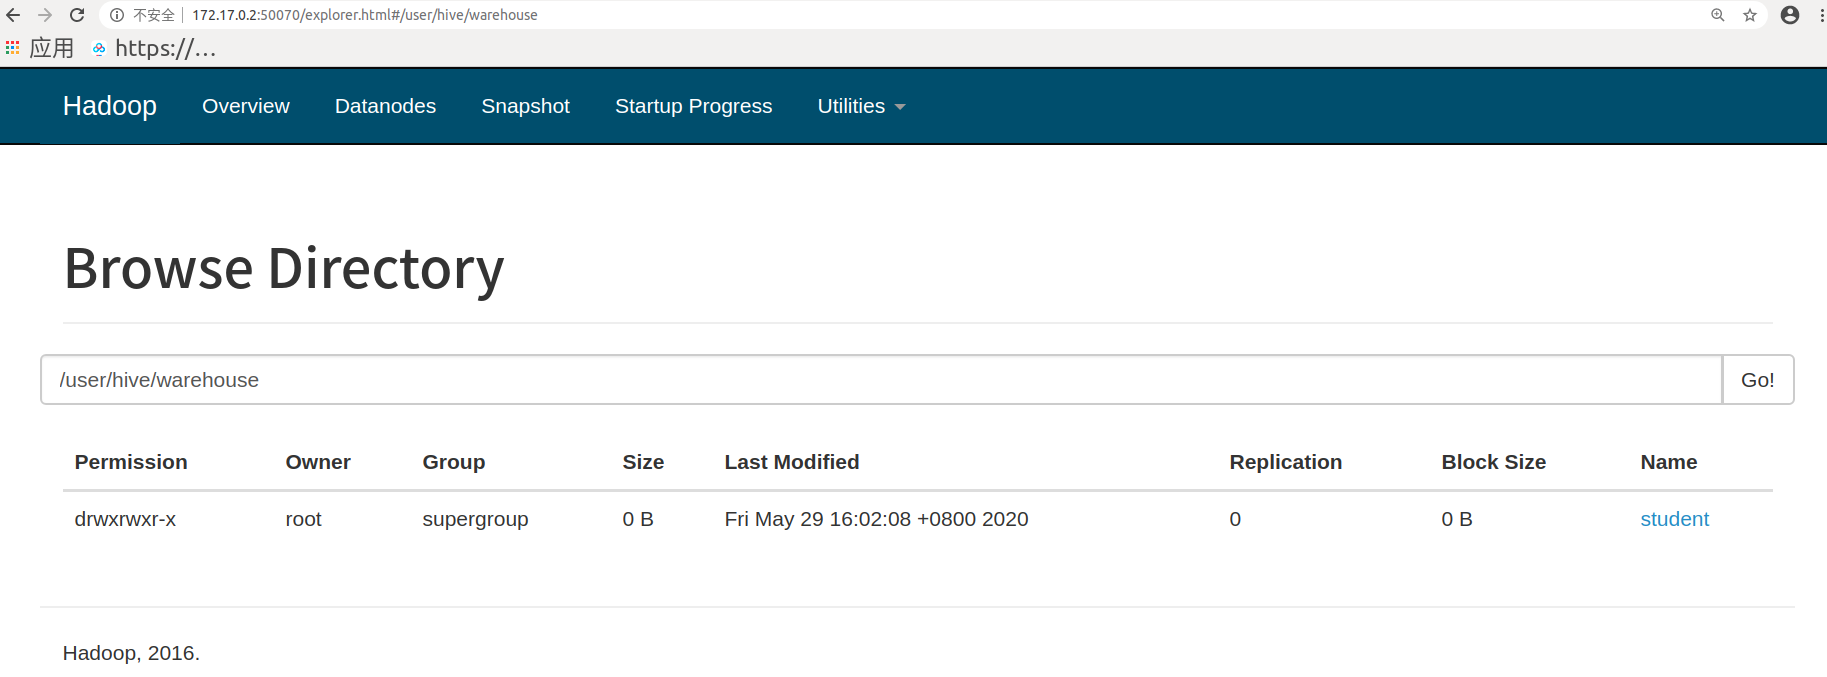 不安全 172.17.0.2:50070/explorer.html#/user/hive/warehouse
应用 https://...
Hadoop Overview Datanodes Snapshot Startup Progress Utilities
Browse Directory
/user/hive/warehouse Go!
Permission Owner Group Size Last Modified Replication Block Size Name
drwxrwxr-x root supergroup 0 B Fri May 29 16:02:08 +0800 2020 0 0 B student
Hadoop, 2016.